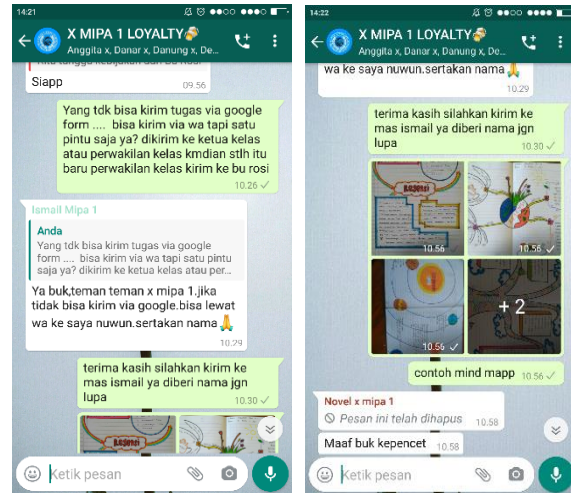 14:21
X MIPA 1 LOYALTY
Anggita x, Danar x, Danung x, De...
Siapp
09.56
Yang tdk bisa kirim tugas via google
form .... bisa kirim via wa tapi satu
pintu saja ya? dikirim ke ketua kelas
atau perwakilan kelas kmdian stlh itu
baru perwakilan kelas kirim ke bu rosi
10.26
Ismail Mipa 1
Anda
Yang tdk bisa kirim tugas via google
form .... bisa kirim via wa tapi satu pintu
saja ya? dikirim ke ketua kelas atau per...
Ya buk,teman teman x mipa 1.jika
tidak bisa kirim via google.bisa lewat
wa ke saya nuwun.sertakan nama🙏
10.29
terima kasih silahkan kirim ke
mas ismail ya diberi nama jgn
lupa
10.30
Ketik pesan
14:22
X MIPA 1 LOYALTY
Anggita x, Danar x, Danung x, De...
wa ke saya nuwun.sertakan nama🙏
10.29
terima kasih silahkan kirim ke
mas ismail ya diberi nama jgn
lupa
10.30
10.56
10.56
10.56
+ 2
contoh mind mapp
10.56
Novel x mipa 1
Pesan ini telah dihapus
10.58
Maaf buk kepencet
10.58
Ketik pesan